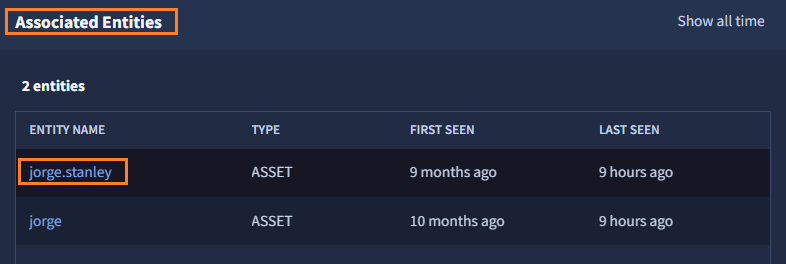 Associated Entities Show all time
2 entities
ENTITY NAME TYPE FIRST SEEN LAST SEEN
jorge.stanley ASSET 9 months ago 9 hours ago
jorge ASSET 10 months ago 9 hours ago